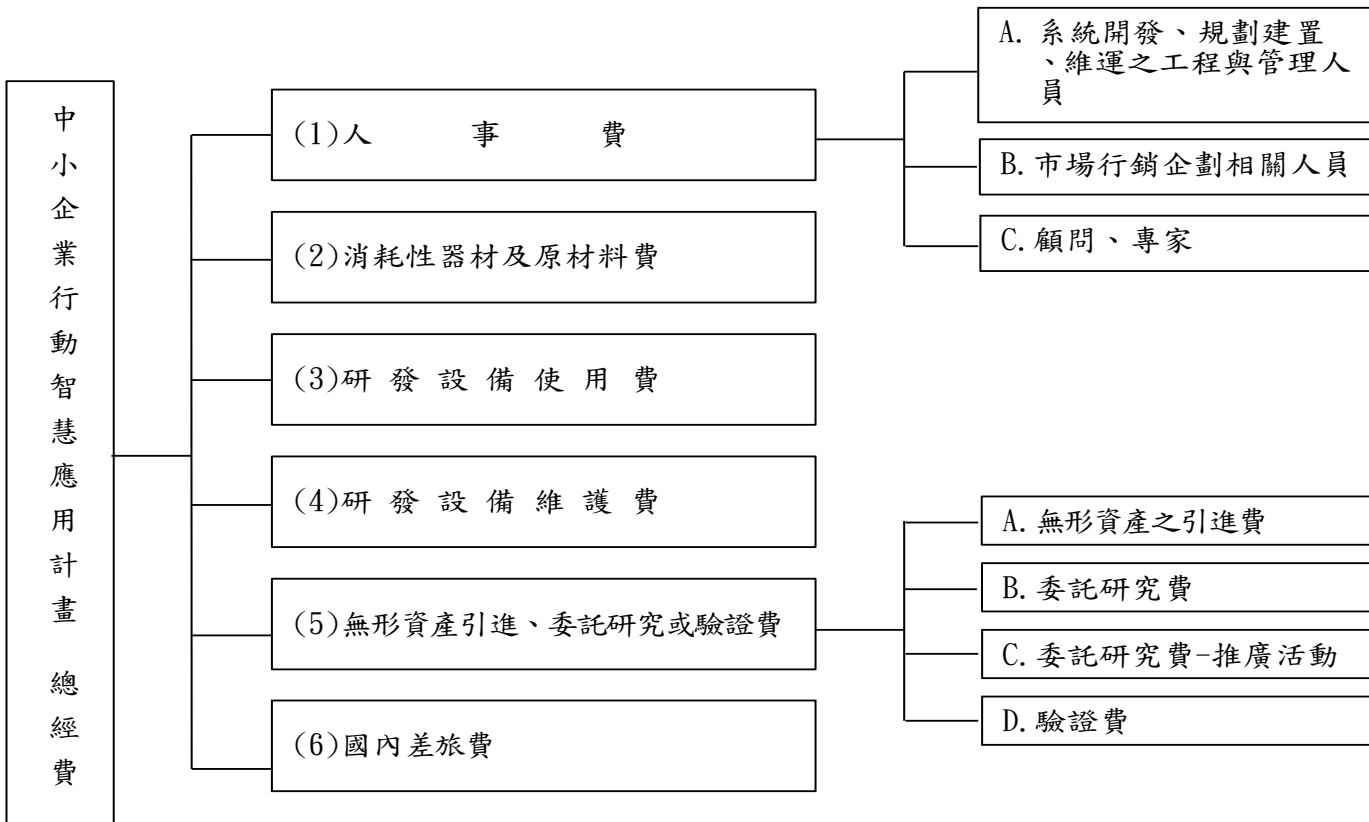 中小企業行動智慧應用計畫 總經費
(1)人 事 費
A. 系統開發、規劃建置
、維運之工程與管理人
員
B. 市場行銷企劃相關人員
C. 顧問、專家
(2)消耗性器材及原材料費
(3)研 發 設 備 使 用 費
(4)研 發 設 備 維 護 費
(5)無形資產引進、委託研究或驗證費
A. 無形資產之引進費
B. 委託研究費
C. 委託研究費-推廣活動
D. 驗證費
(6)國內差旅費